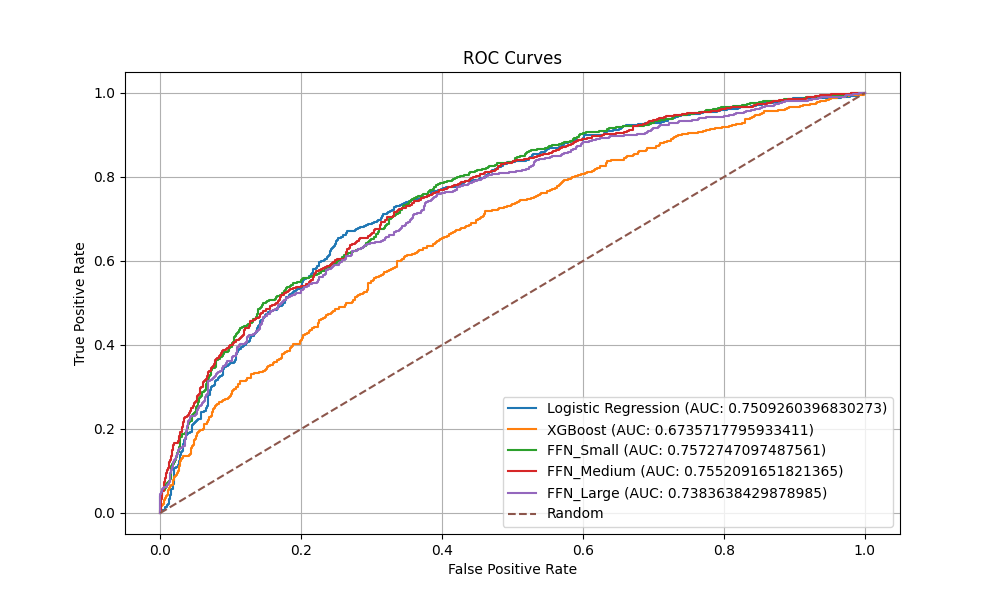 ROC Curves
True Positive Rate
1.0
0.8
0.6
0.4
0.2
0.0
Logistic Regression (AUC: 0.7509260396830273)
XGBoost (AUC: 0.6735717795933411)
FFN_Small (AUC: 0.7572747097487561)
FFN_Medium (AUC: 0.7552091651821365)
FFN_Large (AUC: 0.7383638429878985)
Random
0.0 0.2 0.4 0.6 0.8 1.0
False Positive Rate